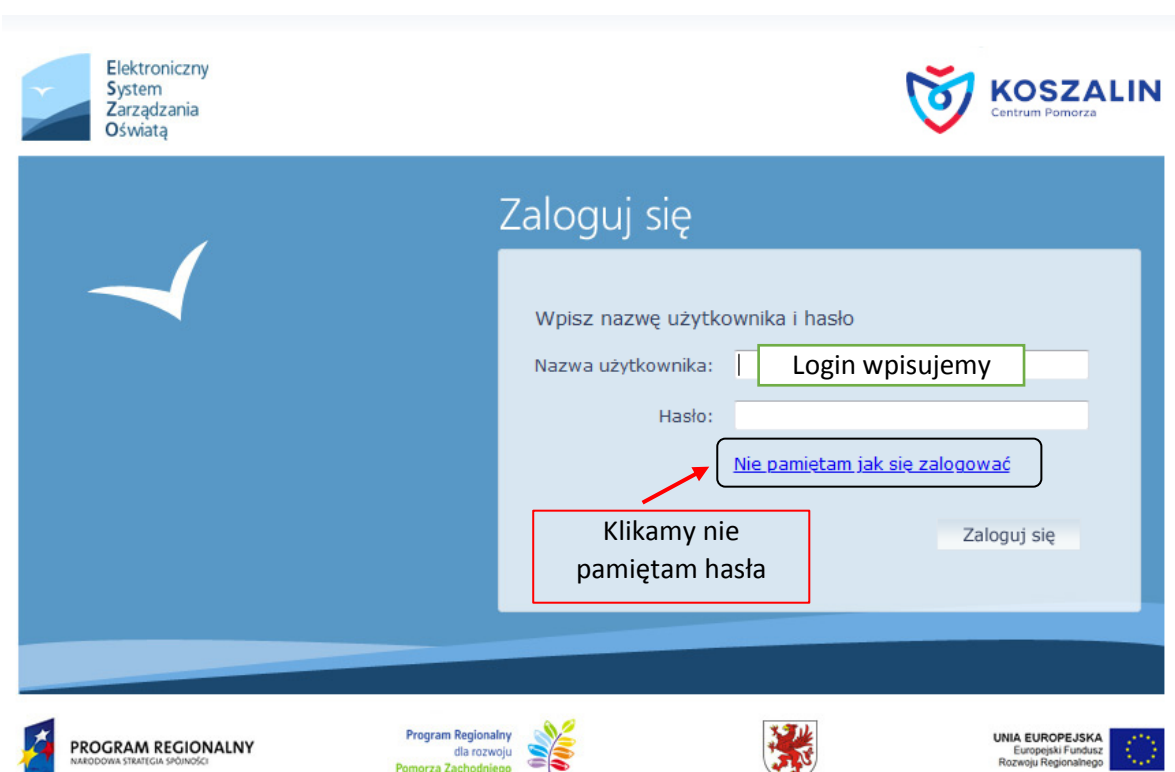 Elektroniczny
System
Zarządzania
Oświatą
KOSZALIN
Centrum Pomorza
Zaloguj się
Wpisz nazwę użytkownika i hasło
Nazwa użytkownika:
Login wpisujemy
Hasło:
Nie pamiętam jak się zalogować
Klikamy nie
pamiętam hasła
Zaloguj się
PROGRAM REGIONALNY
NARODOWA STRATEGIA SPÓJNOŚCI
Program Regionalny
dla rozwoju
Pomorza Zachodniego
UNIA EUROPEJSKA
Europejski Fundusz
Rozwoju Regionalnego